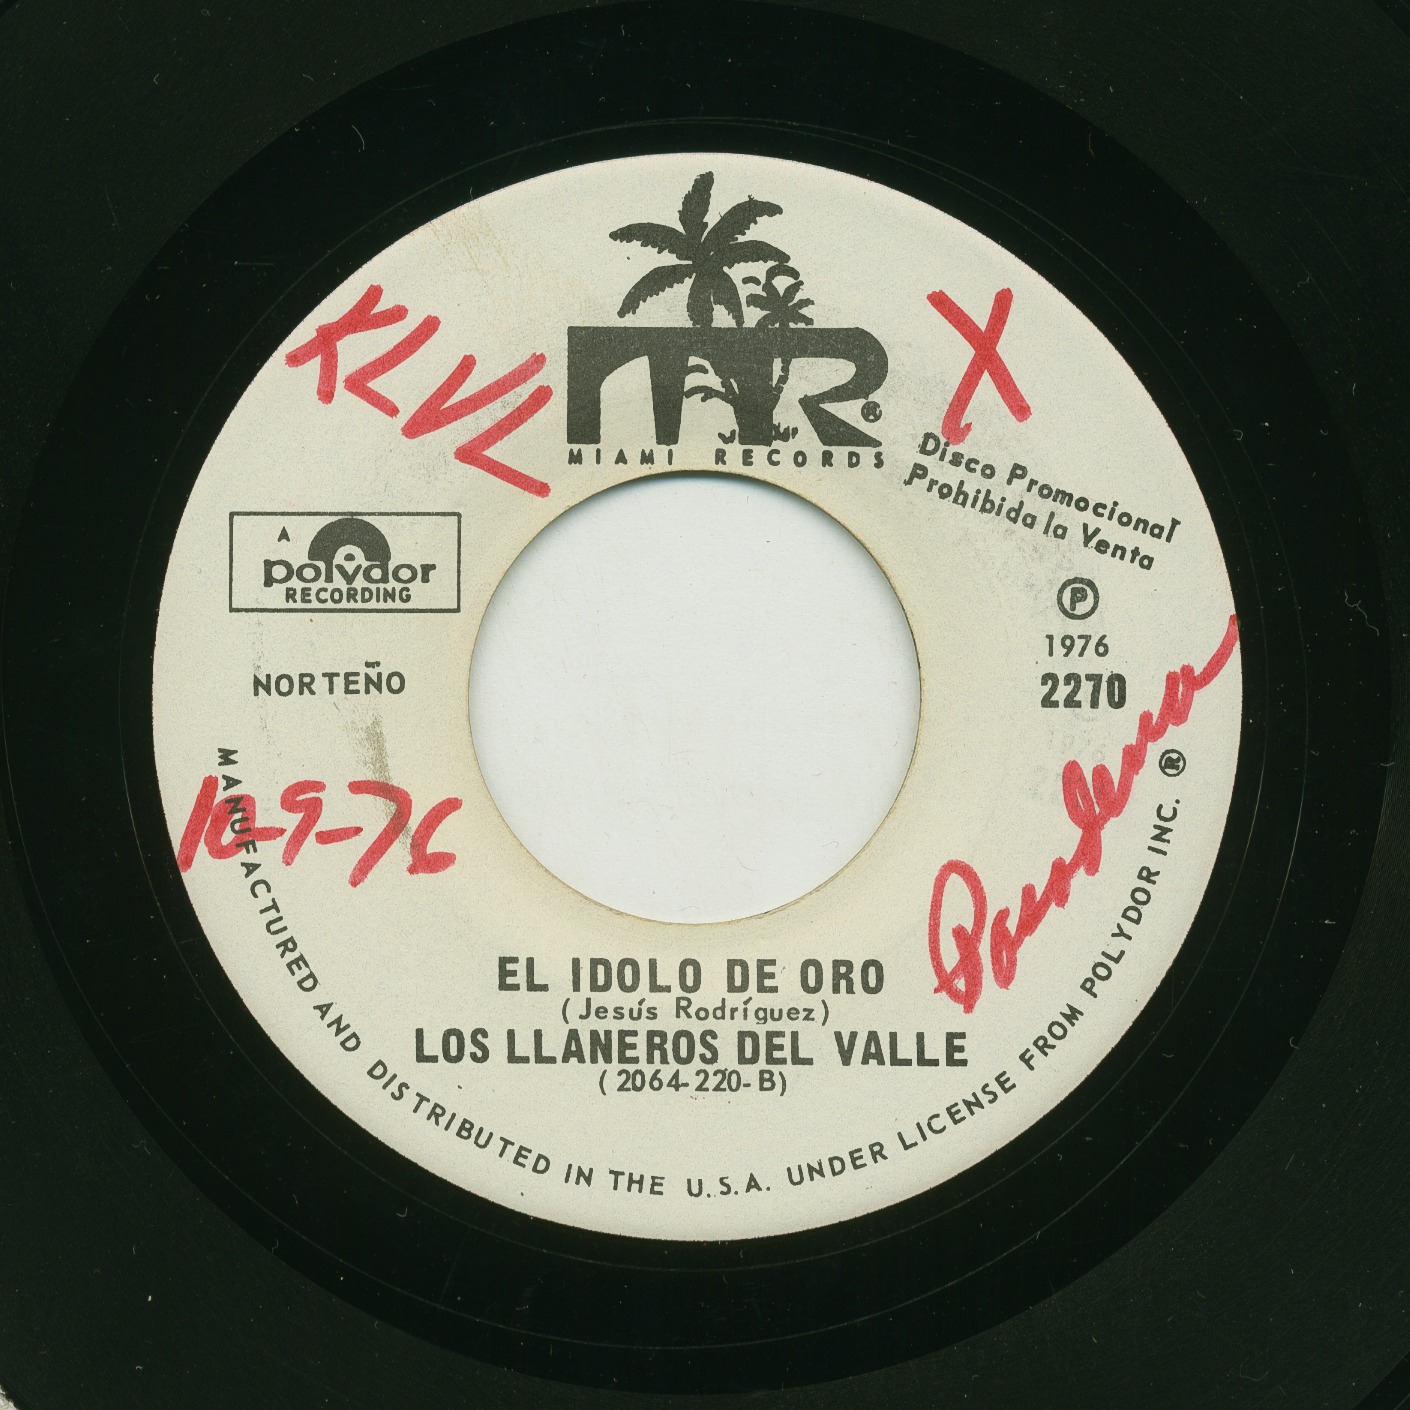 KLVL
X
MR®
MIAMI RECORDS
Disco Promocional
Prohibida la Venta
A
polydor
RECORDING
Ⓟ
1976
2270
NORTEÑO
10-9-76
EL IDOLO DE ORO
(Jesús Rodríguez)
LOS LLANEROS DEL VALLE
(2064-220-B)
MANUFACTURED AND DISTRIBUTED IN THE U.S.A. UNDER LICENSE FROM POLYDOR INC. ®